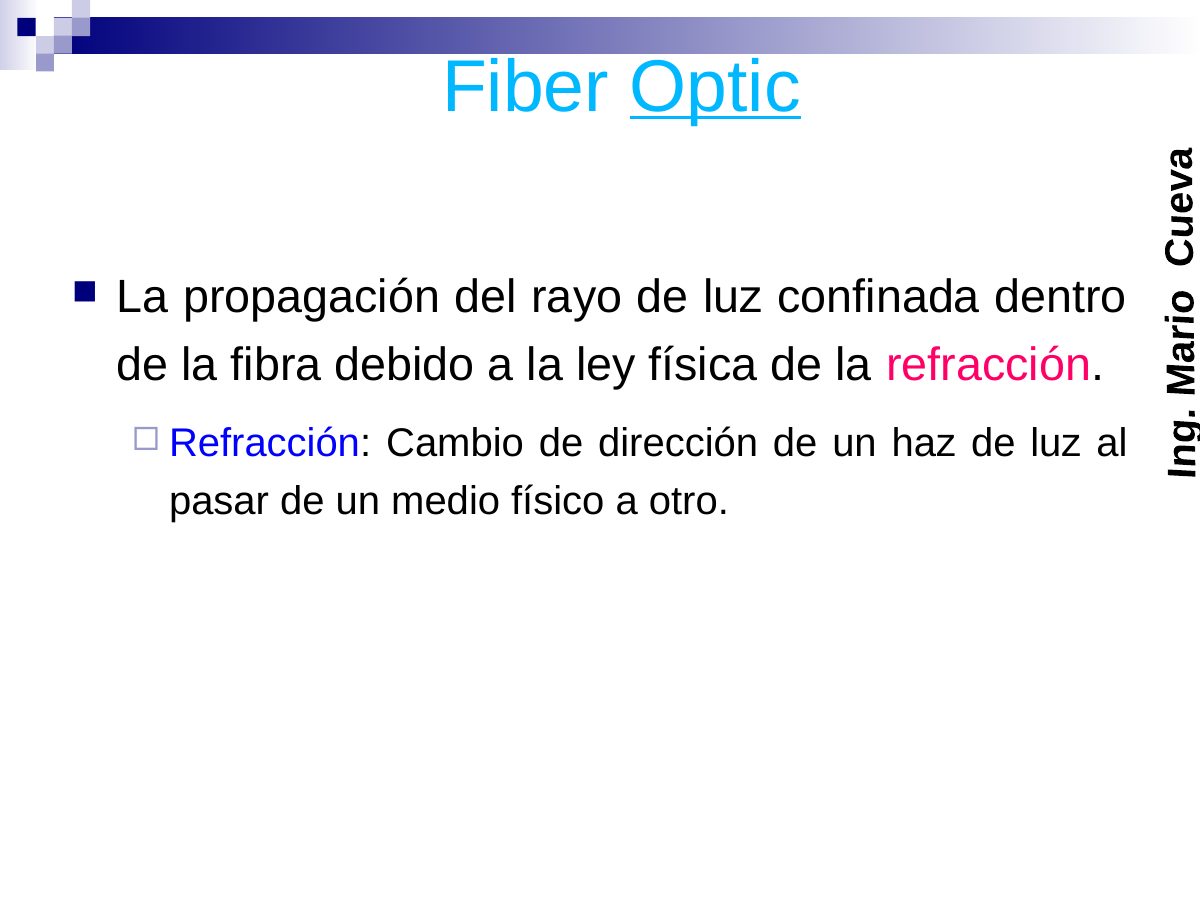 Fiber Optic
La propagación del rayo de luz confinada dentro
de la fibra debido a la ley física de la refracción.
Refracción: Cambio de dirección de un haz de luz al
pasar de un medio físico a otro.
Ing. Mario Cueva